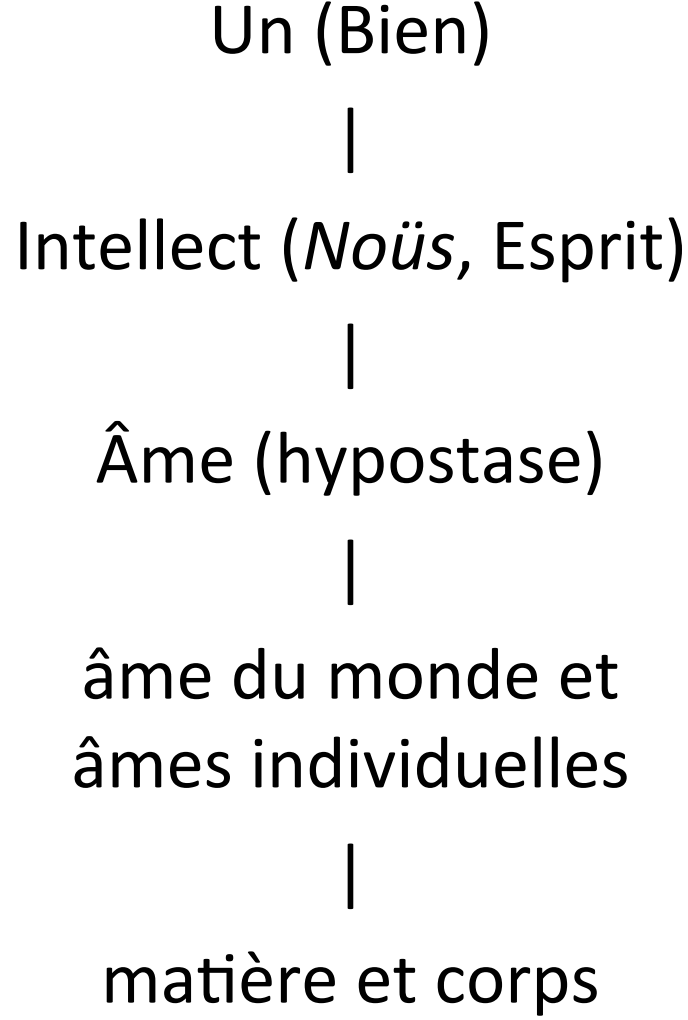 Un (Bien)
|
Intellect (Noüs, Esprit)
|
Âme (hypostase)
|
âme du monde et
âmes individuelles
|
matière et corps